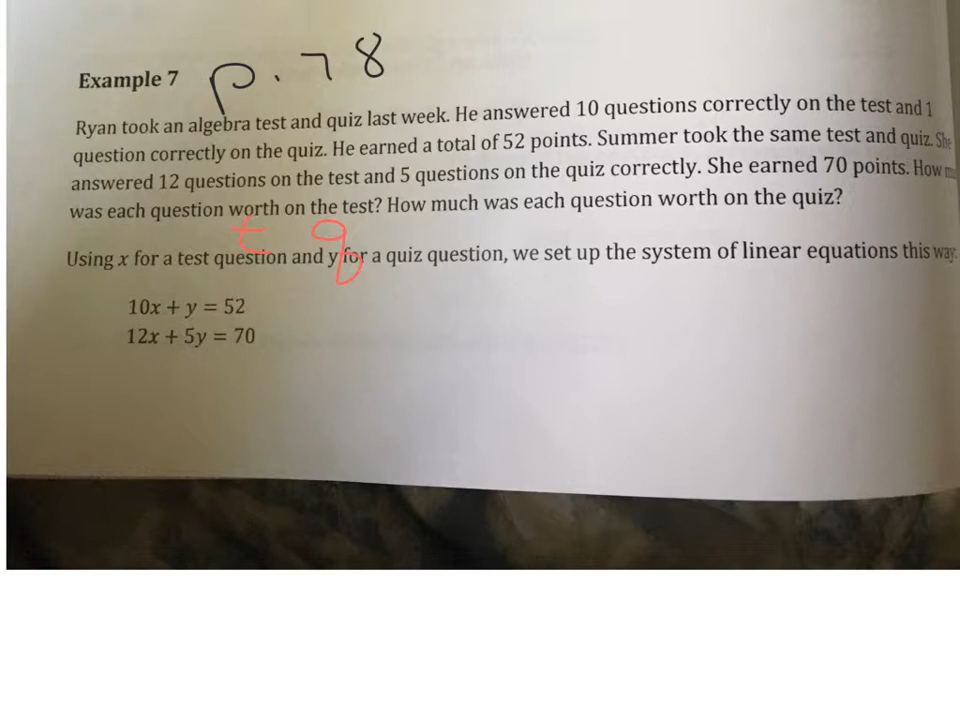 Example 7 p. 78
Ryan took an algebra test and quiz last week. He answered 10 questions correctly on the test and 1
question correctly on the quiz. He earned a total of 52 points. Summer took the same test and quiz. She
answered 12 questions on the test and 5 questions on the quiz correctly. She earned 70 points. How
was each question worth on the test? How much was each question worth on the quiz?
t q
Using x for a test question and y for a quiz question, we set up the system of linear equations this way.
10x + y = 52
12x + 5y = 70